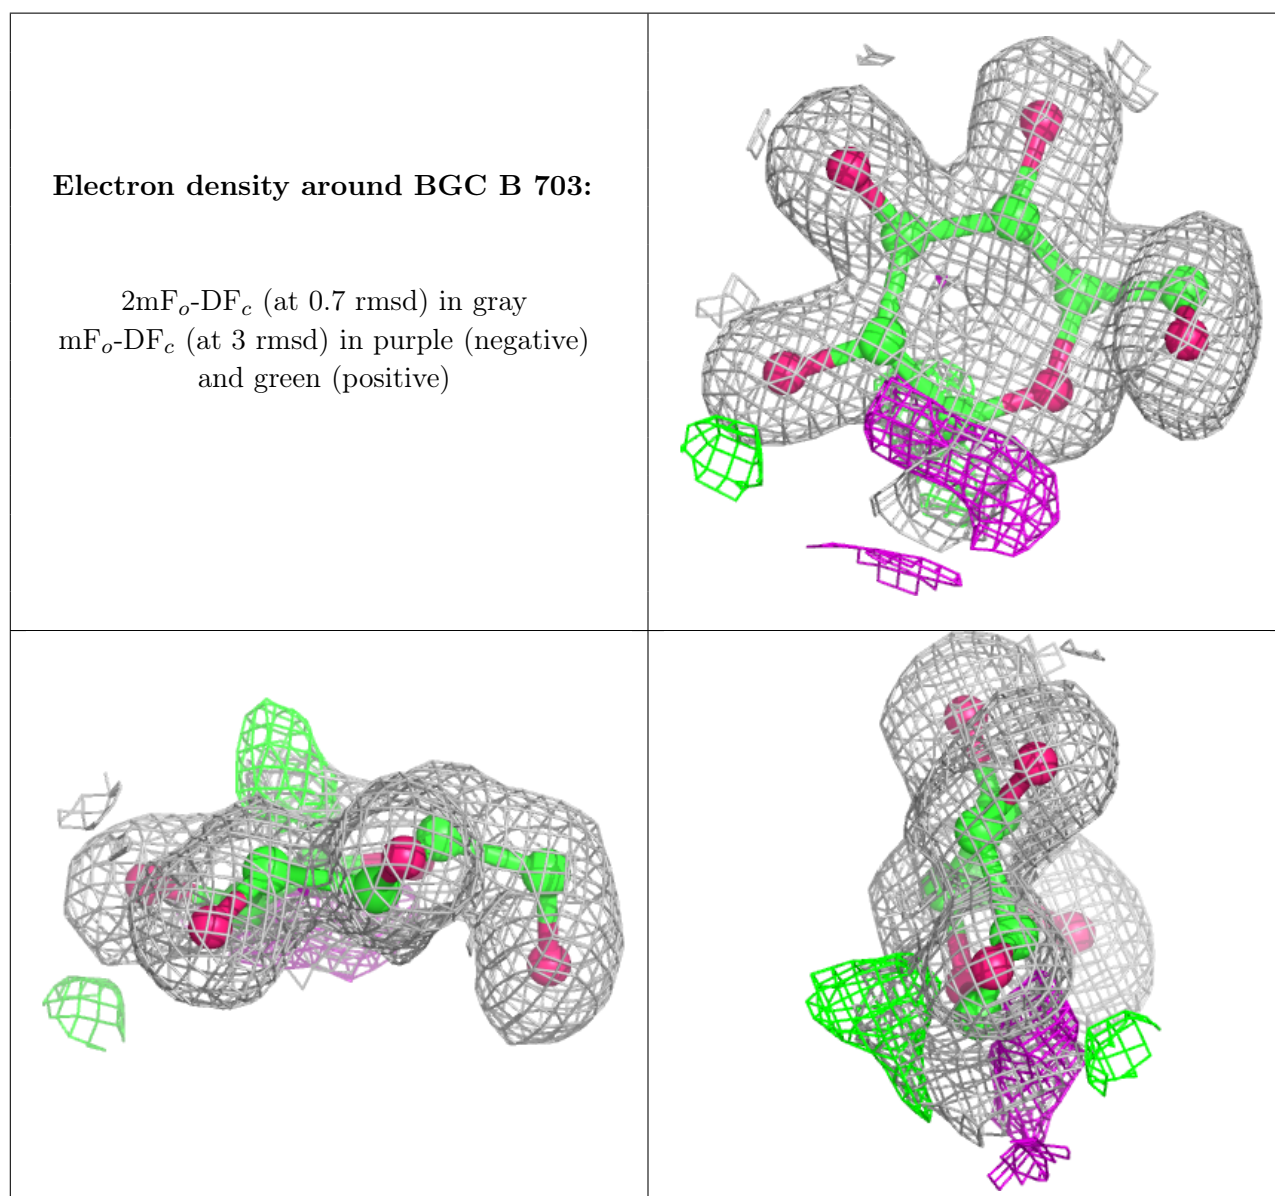 Electron density around BGC B 703:
2mFo-DFc (at 0.7 rmsd) in gray
mFo-DFc (at 3 rmsd) in purple (negative)
and green (positive)